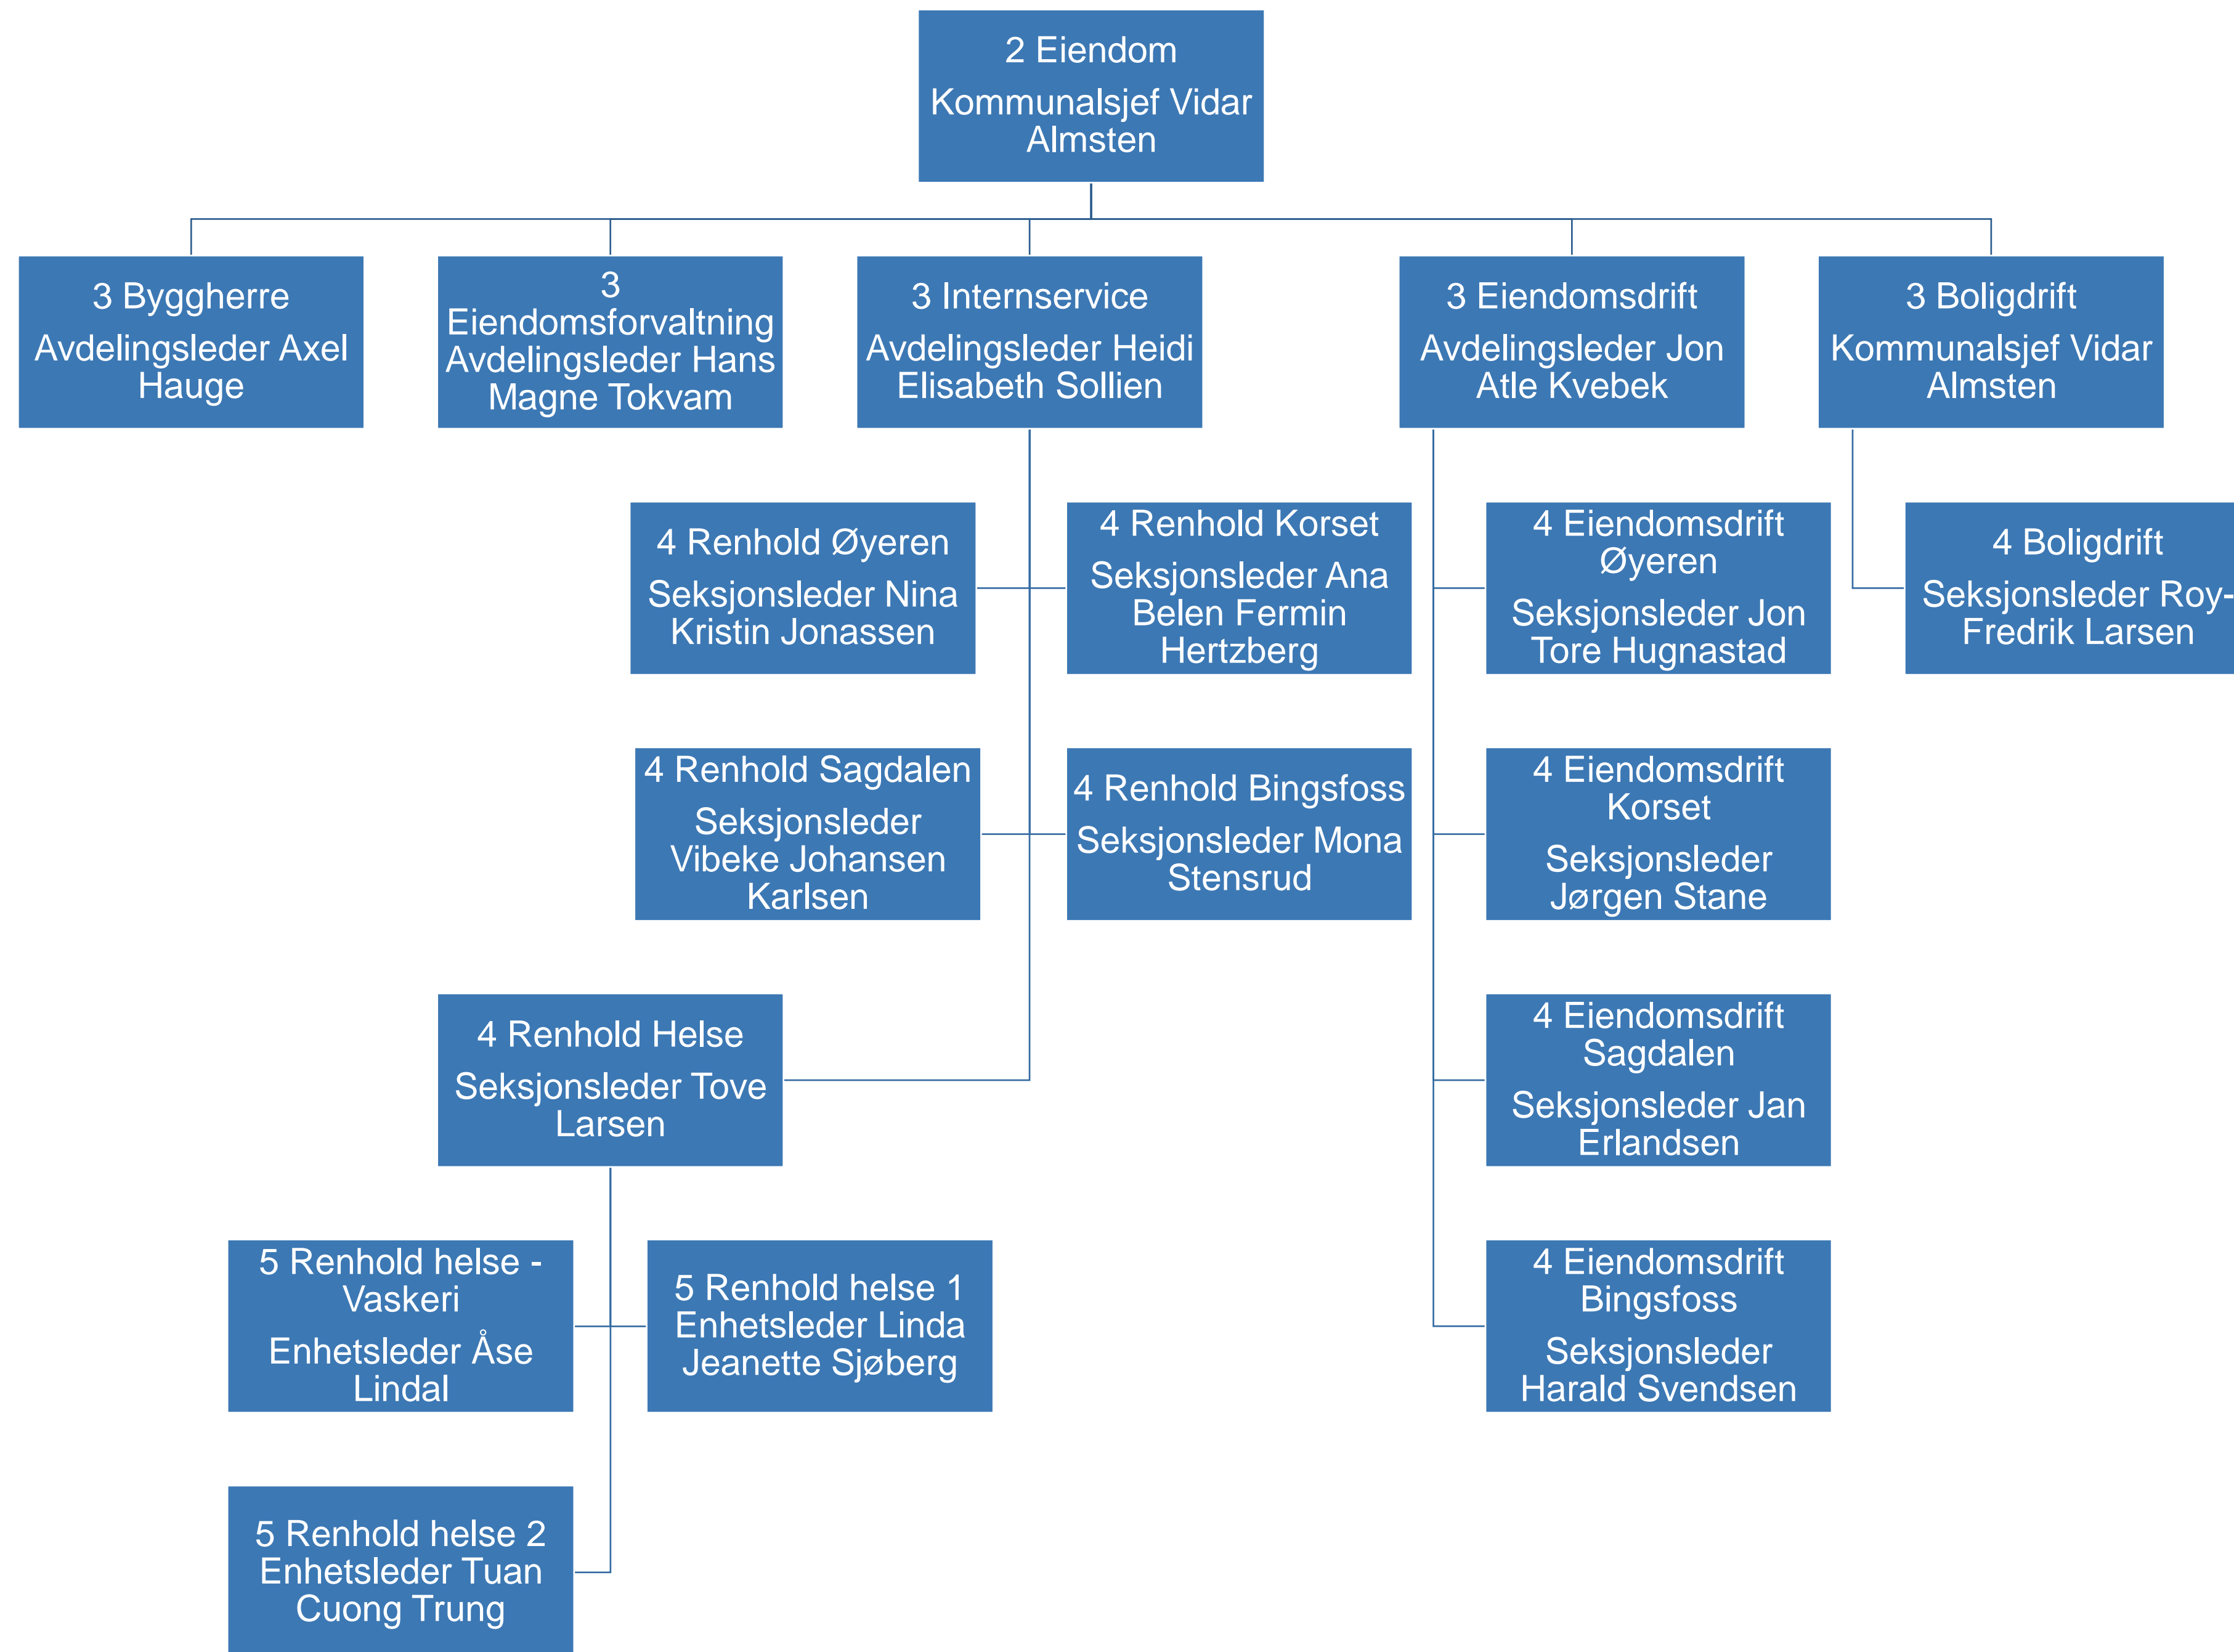 2 Eiendom
Kommunalsjef Vidar
Almsten
3 Byggherre
Avdelingsleder Axel
Hauge
3
Eiendomsforvaltning
Avdelingsleder Hans
Magne Tokvam
3 Internservice
Avdelingsleder Heidi
Elisabeth Sollien
3 Eiendomsdrift
Avdelingsleder Jon
Atle Kvebek
3 Boligdrift
Kommunalsjef Vidar
Almsten
4 Renhold Øyeren
Seksjonsleder Nina
Kristin Jonassen
4 Renhold Korset
Seksjonsleder Ana
Belen Fermin
Hertzberg
4 Eiendomsdrift
Øyeren
Seksjonsleder Jon
Tore Hugnastad
4 Boligdrift
Seksjonsleder Roy-
Fredrik Larsen
4 Renhold Sagdalen
Seksjonsleder
Vibeke Johansen
Karlsen
4 Renhold Bingsfoss
Seksjonsleder Mona
Stensrud
4 Eiendomsdrift
Korset
Seksjonsleder
Jørgen Stane
4 Renhold Helse
Seksjonsleder Tove
Larsen
4 Eiendomsdrift
Sagdalen
Seksjonsleder Jan
Erlandsen
5 Renhold helse -
Vaskeri
Enhetsleder Åse
Lindal
5 Renhold helse 1
Enhetsleder Linda
Jeanette Sjøberg
4 Eiendomsdrift
Bingsfoss
Seksjonsleder
Harald Svendsen
5 Renhold helse 2
Enhetsleder Tuan
Cuong Trung